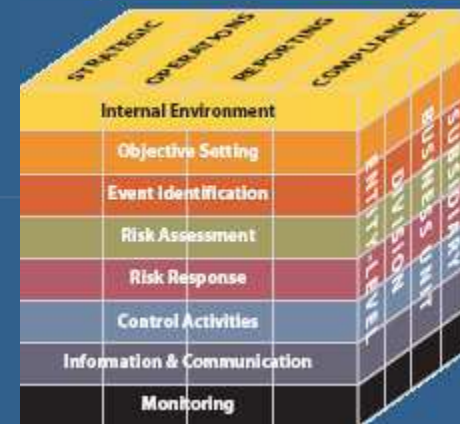 STRATEGIC
OPERATIONS
REPORTING
COMPLIANCE
Internal Environment
Objective Setting
Event Identification
Risk Assessment
Risk Response
Control Activities
Information & Communication
Monitoring
ENTITY-LEVEL
DIVISION
BUSINESS UNIT
SUBSIDIARY